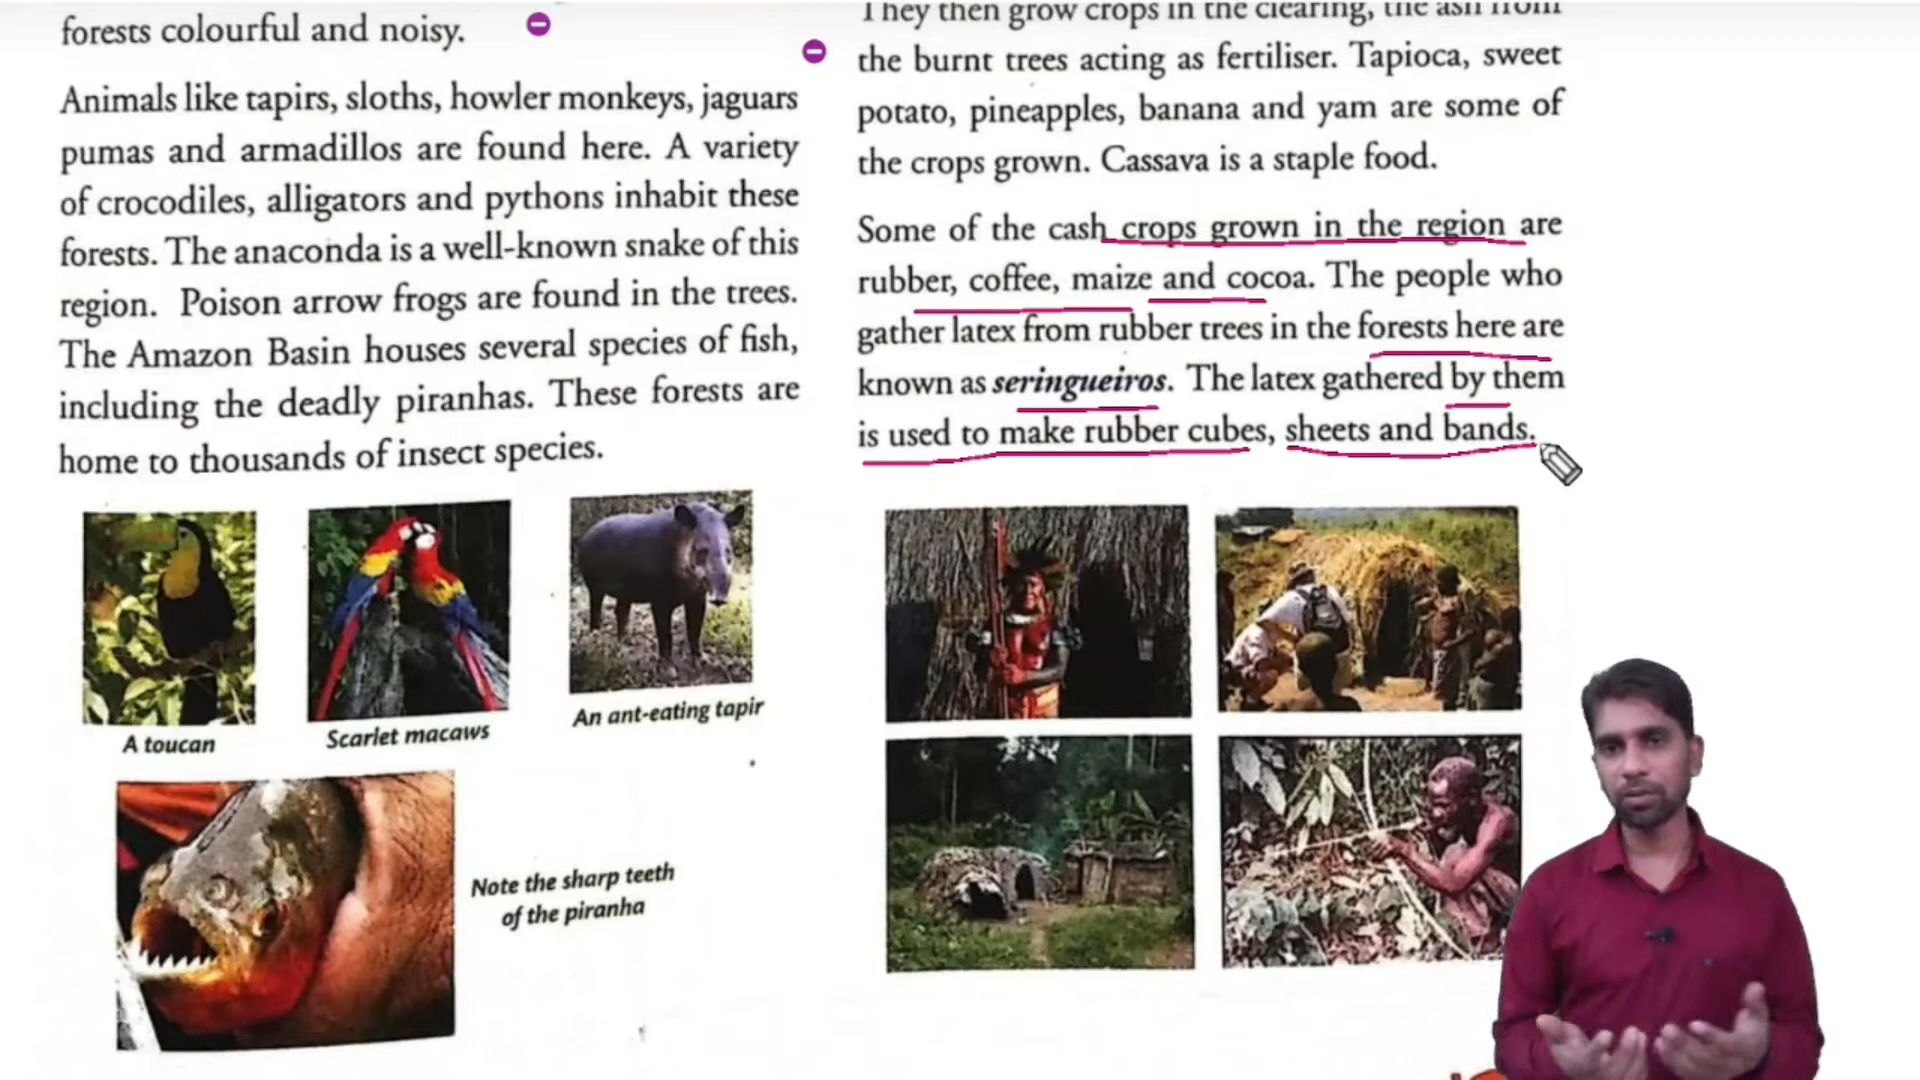 forests colourful and noisy.
Animals like tapirs, sloths, howler monkeys, jaguars
pumas and armadillos are found here. A variety
of crocodiles, alligators and pythons inhabit these
forests. The anaconda is a well-known snake of this
region. Poison arrow frogs are found in the trees.
The Amazon Basin houses several species of fish,
including the deadly piranhas. These forests are
home to thousands of insect species.
A toucan
Scarlet macaws
An ant-eating tapir
Note the sharp teeth
of the piranha
They then grow crops in the clearing, the ash from
the burnt trees acting as fertiliser. Tapioca, sweet
potato, pineapples, banana and yam are some of
the crops grown. Cassava is a staple food.
Some of the cash crops grown in the region are
rubber, coffee, maize and cocoa. The people who
gather latex from rubber trees in the forests here are
known as seringueiros. The latex gathered by them
is used to make rubber cubes, sheets and bands.